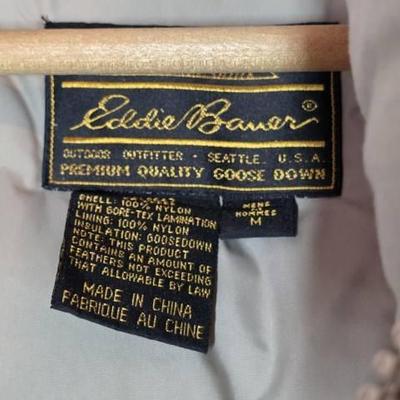 Eddie Bauer®
OUTDOOR OUTFITTER - SEATTLE, U.S.A.
PREMIUM QUALITY GOOSE DOWN
MENS
HOMMES
M
SHELL: 100% NYLON
WITH GORE-TEX LAMINATION
LINING: 100% NYLON
INSULATION: GOOSEDOWN
NOTE: THIS PRODUCT
CONTAINS AN AMOUNT OF
FEATHERS NOT EXCEEDING
THAT ALLOWABLE BY LAW
MADE IN CHINA
FABRIQUE AU CHINE